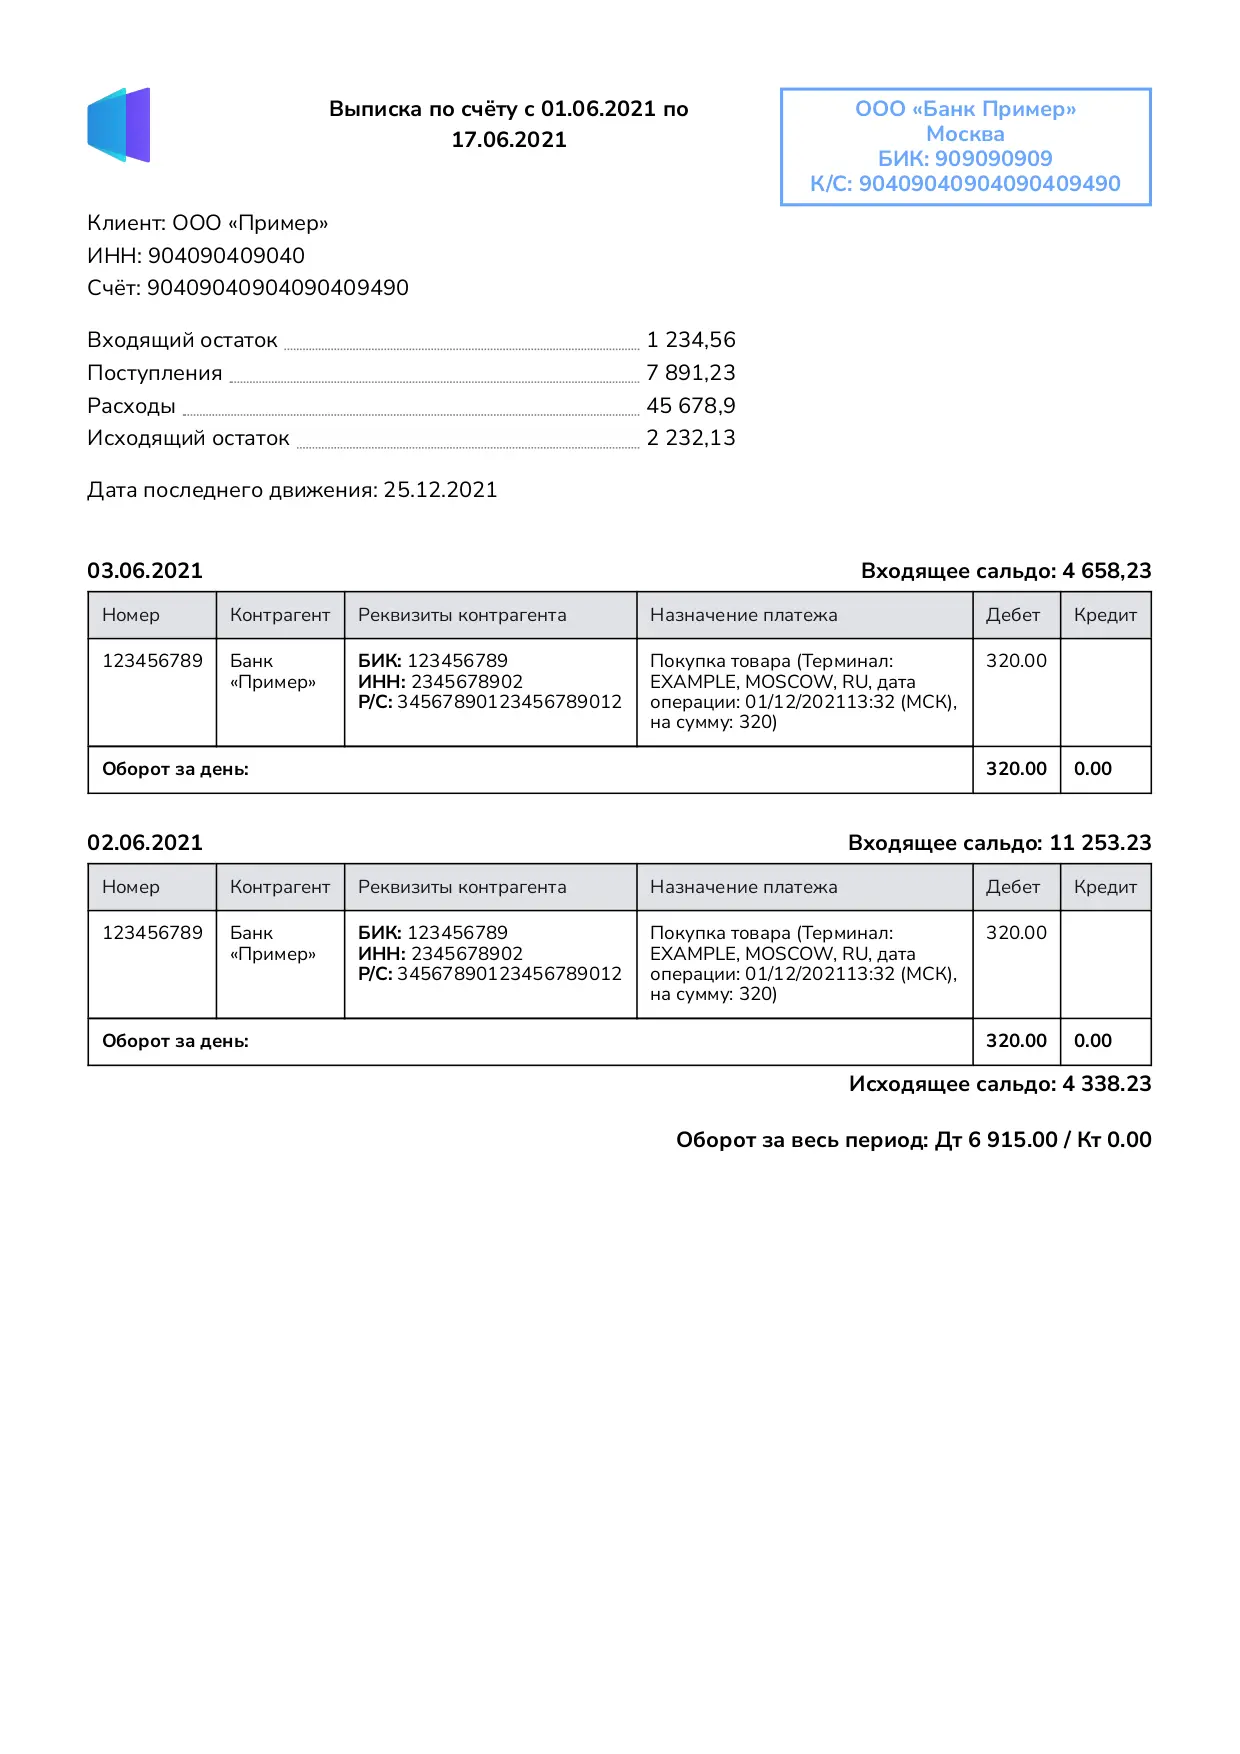 Выписка по счёту с 01.06.2021 по
17.06.2021
ООО «Банк Пример»
Москва
БИК: 909090909
К/С: 90409040904090409490
Клиент: ООО «Пример»
ИНН: 904090409040
Счёт: 90409040904090409490
Входящий остаток 1 234,56
Поступления 7 891,23
Расходы 45 678,9
Исходящий остаток 2 232,13
Дата последнего движения: 25.12.2021
03.06.2021 Входящее сальдо: 4 658,23
Номер Контрагент Реквизиты контрагента Назначение платежа Дебет Кредит
123456789 Банк БИК: 123456789 Покупка товара (Терминал: 320.00
«Пример» ИНН: 2345678902 EXAMPLE, MOSCOW, RU, дата
Р/С: 34567890123456789012 операции: 01/12/202113:32 (МСК),
на сумму: 320)
Оборот за день: 320.00 0.00
02.06.2021 Входящее сальдо: 11 253.23
Номер Контрагент Реквизиты контрагента Назначение платежа Дебет Кредит
123456789 Банк БИК: 123456789 Покупка товара (Терминал: 320.00
«Пример» ИНН: 2345678902 EXAMPLE, MOSCOW, RU, дата
Р/С: 34567890123456789012 операции: 01/12/202113:32 (МСК),
на сумму: 320)
Оборот за день: 320.00 0.00
Исходящее сальдо: 4 338.23
Оборот за весь период: Дт 6 915.00 / Кт 0.00